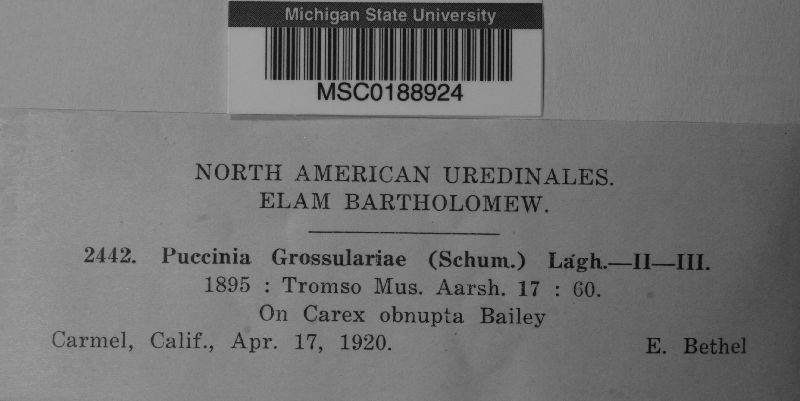 Michigan State University
MSC0188924
NORTH AMERICAN UREDINALES.
ELAM BARTHOLOMEW.
2442. Puccinia Grossulariae (Schum.) Lagh.—II—III.
1895 : Tromso Mus. Aarsh. 17 : 60.
On Carex obnupta Bailey
Carmel, Calif., Apr. 17, 1920. E. Bethel